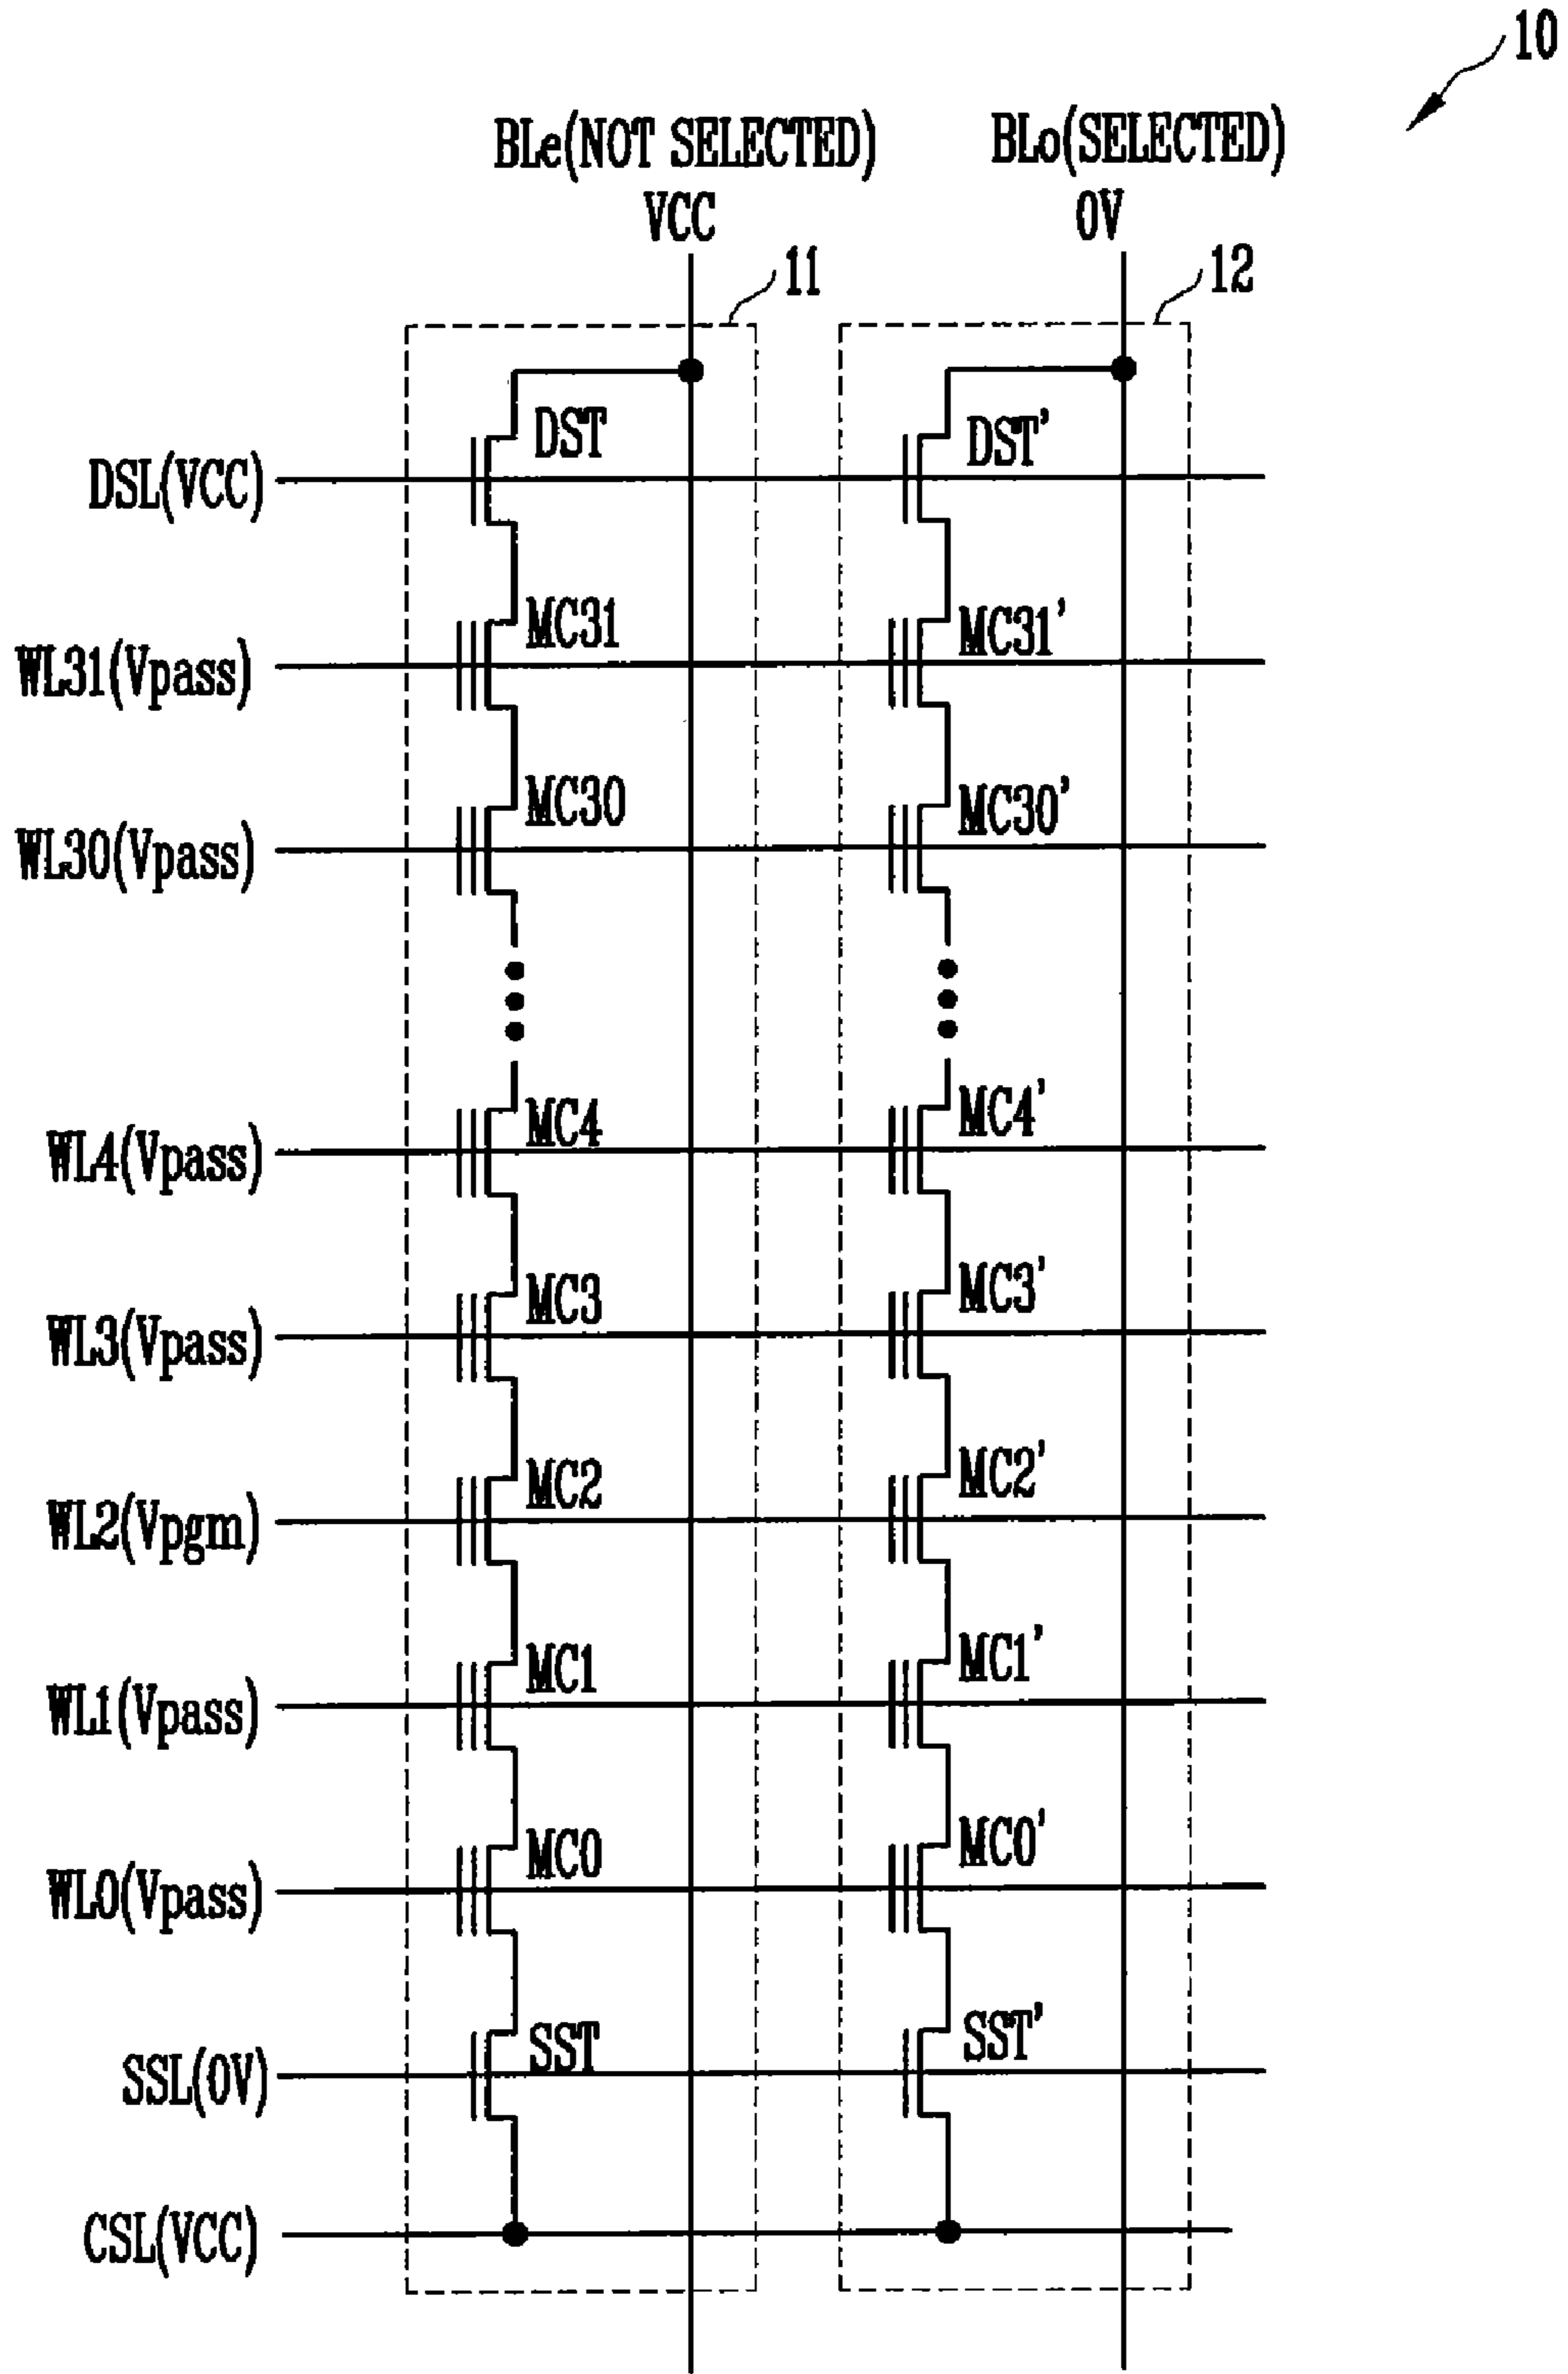 10
BLe(NOT SELECTED)
VCC
BLo(SELECTED)
0V
11
12
DST
DST'
DSL(VCC)
MC31
MC31'
WL31(Vpass)
MC30
MC30'
WL30(Vpass)
MC4
MC4'
WL4(Vpass)
MC3
MC3'
WL3(Vpass)
MC2
MC2'
WL2(Vpgm)
MC1
MC1'
WL1(Vpass)
MC0
MC0'
WL0(Vpass)
SST
SST'
SSL(0V)
CSL(VCC)